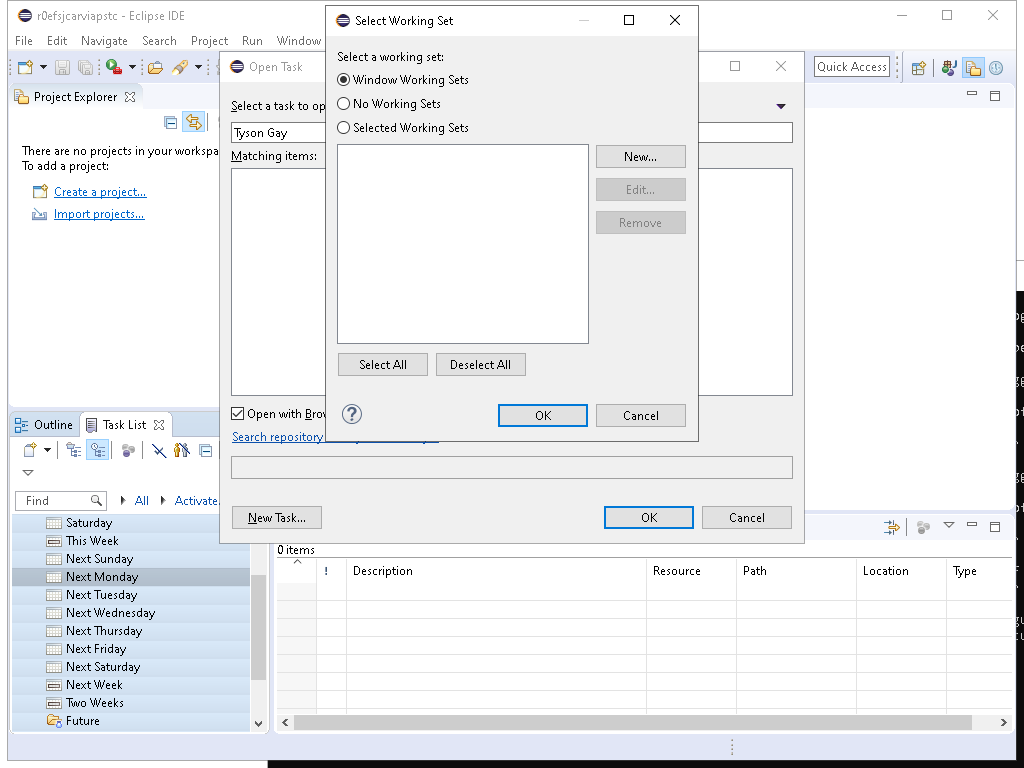 r0efsjcarviapstc - Eclipse IDE
File Edit Navigate Search Project Run Window
Quick Access
Project Explorer
There are no projects in your workspa
To add a project:
Create a project...
Import projects...
Open Task
Select a task to op
Tyson Gay
Matching items:
Open with Brow
Search repository
New Task...
OK
Cancel
Select Working Set
Select a working set:
Window Working Sets
No Working Sets
Selected Working Sets
New...
Edit...
Remove
Select All
Deselect All
?
OK
Cancel
Outline
Task List
Find
All
Activate.
Saturday
This Week
Next Sunday
Next Monday
Next Tuesday
Next Wednesday
Next Thursday
Next Friday
Next Saturday
Next Week
Two Weeks
Future
0 items
! Description Resource Path Location Type